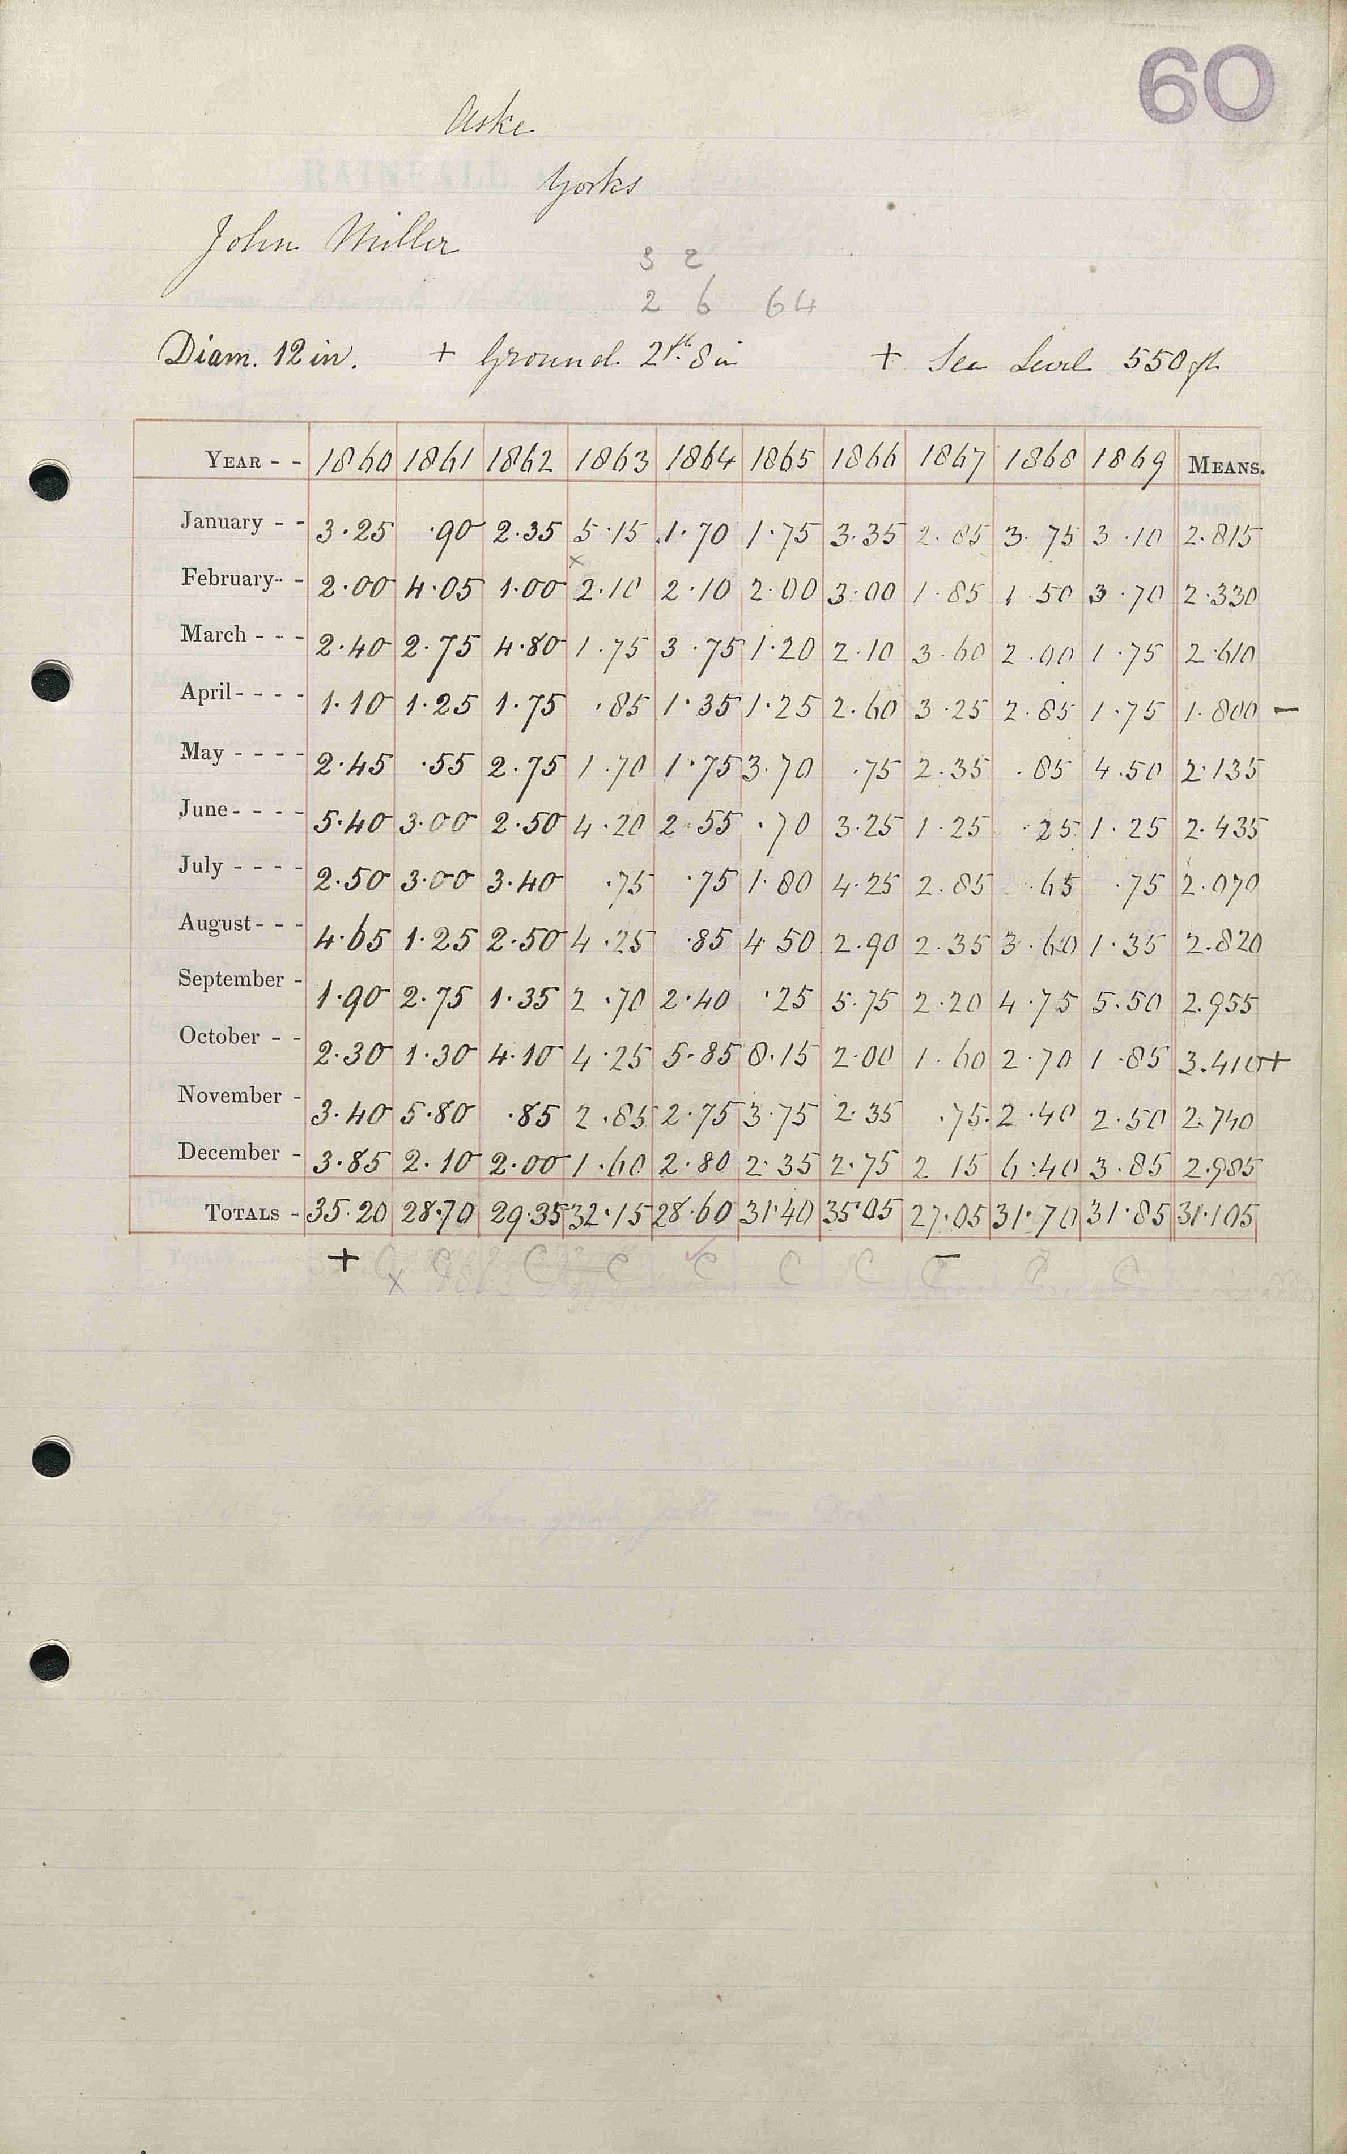 60
Aske
Yorks
John Miller
3 2
2 6 64
Diam. 12 in. + Ground 2 ft. 8 in + Sea Level 550 ft
YEAR - - 1860 1861 1862 1863 1864 1865 1866 1867 1868 1869 MEANS.
January - - 3.25 .90 2.35 5.15 1.70 1.75 3.35 2.85 3.75 3.10 2.815
February - - 2.00 4.05 1.00 2.10 2.10 2.00 3.00 1.85 1.50 3.70 2.330
March - - - 2.40 2.75 4.80 1.75 3.75 1.20 2.10 3.60 2.00 1.75 2.610
April - - - - 1.10 1.25 1.75 .85 1.35 1.25 2.60 3.25 2.85 1.75 1.800 -
May - - - - 2.45 .55 2.75 1.70 1.75 3.70 .75 2.35 .85 4.50 2.135
June - - - - 5.40 3.00 2.50 4.20 2.55 .70 3.25 1.25 .25 1.25 2.435
July - - - - 2.50 3.00 3.40 .75 .75 1.80 4.25 2.85 .65 .75 2.070
August - - - 4.65 1.25 2.50 4.25 .85 4.50 2.90 2.35 3.60 1.35 2.820
September - 1.90 2.75 1.35 2.70 2.40 .25 5.75 2.20 4.75 5.50 2.955
October - - 2.30 1.30 4.10 4.25 5.85 8.15 2.00 1.60 2.70 1.85 3.410 +
November - 3.40 5.80 .85 2.85 2.75 3.75 2.35 .75 2.40 2.50 2.740
December - 3.85 2.10 2.00 1.60 2.80 2.35 2.75 2.15 6.40 3.85 2.985
TOTALS - 35.20 28.70 29.35 32.15 28.60 31.40 35.05 27.05 31.70 31.85 31.105
+ C C C C C C C C C C